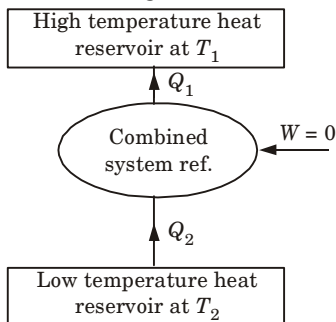 High temperature heat
reservoir at T₁
Q₁
Combined
system ref.
W = 0
Q₂
Low temperature heat
reservoir at T₂